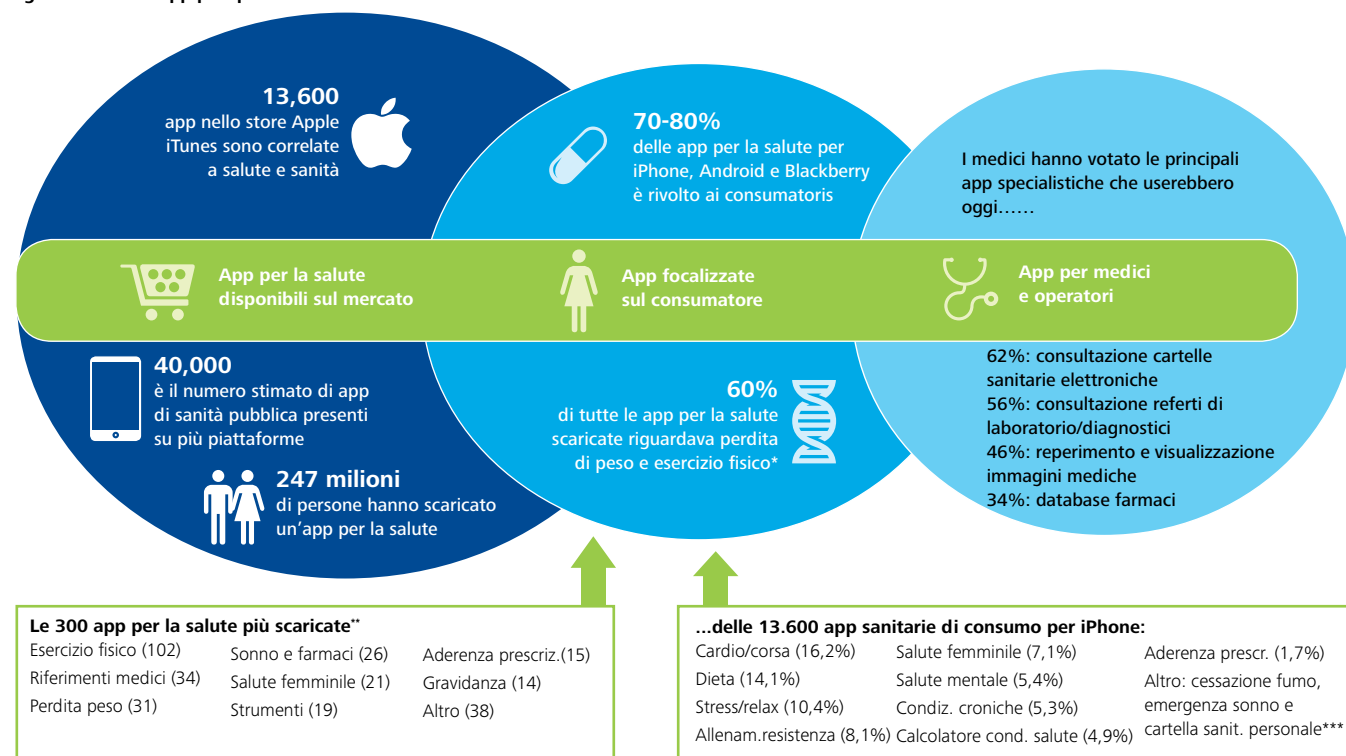 13,600
app nello store Apple
iTunes sono correlate
a salute e sanità
70-80%
delle app per la salute per
iPhone, Android e Blackberry
è rivolto ai consumatoris
I medici hanno votato le principali
app specialistiche che userebbero
oggi……
App per la salute
disponibili sul mercato
App focalizzate
sul consumatore
App per medici
e operatori
40,000
è il numero stimato di app
di sanità pubblica presenti
su più piattaforme
247 milioni
di persone hanno scaricato
un’app per la salute
60%
di tutte le app per la salute
scaricate riguardava perdita
di peso e esercizio fisico*
62%: consultazione cartelle
sanitarie elettroniche
56%: consultazione referti di
laboratorio/diagnostici
46%: reperimento e visualizzazione
immagini mediche
34%: database farmaci
Le 300 app per la salute più scaricate**
Esercizio fisico (102)
Riferimenti medici (34)
Perdita peso (31)
Sonno e farmaci (26)
Salute femminile (21)
Strumenti (19)
Aderenza prescriz.(15)
Gravidanza (14)
Altro (38)
...delle 13.600 app sanitarie di consumo per iPhone:
Cardio/corsa (16,2%)
Dieta (14,1%)
Stress/relax (10,4%)
Allenam.resistenza (8,1%)
Salute femminile (7,1%)
Salute mentale (5,4%)
Condiz. croniche (5,3%)
Calcolatore cond. salute (4,9%)
Aderenza prescr. (1,7%)
Altro: cessazione fumo,
emergenza sonno e
cartella sanit. personale***